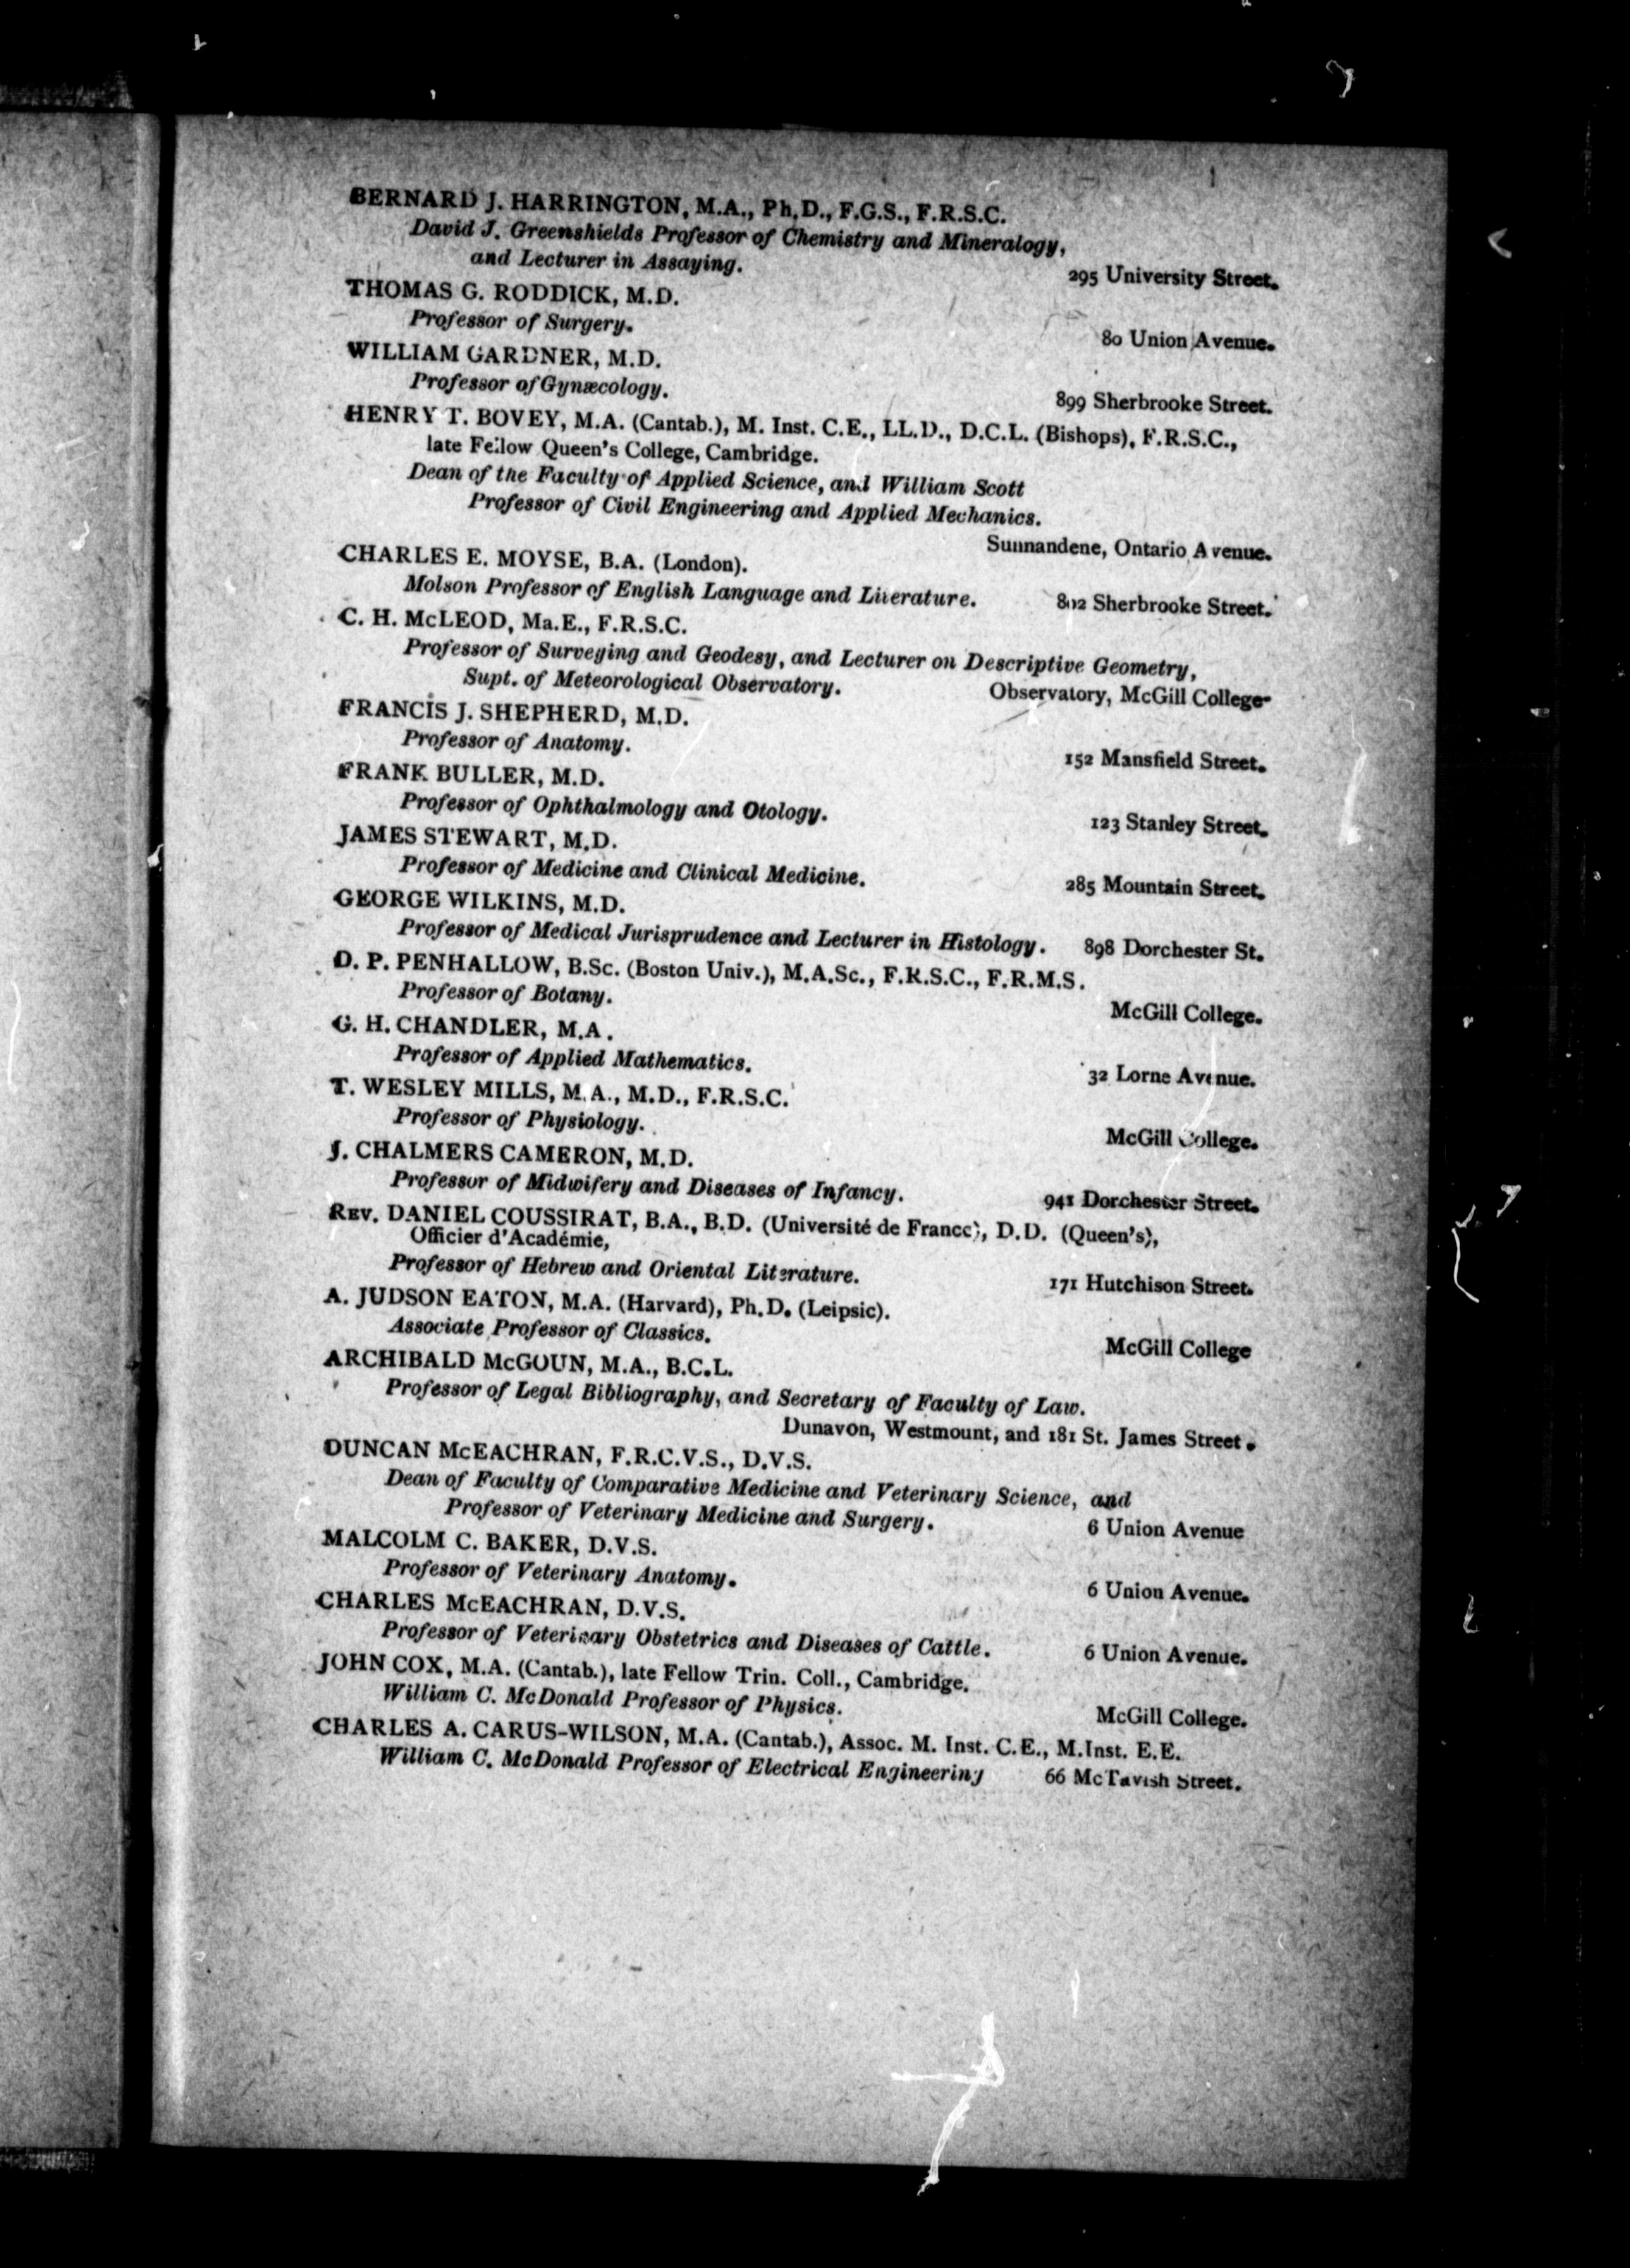 BERNARD J. HARRINGTON, M.A., Ph.D., F.G.S., F.R.S.C.
David J. Greenshields Professor of Chemistry and Mineralogy,
and Lecturer in Assaying. 295 University Street.
THOMAS G. RODDICK, M.D.
Professor of Surgery. 80 Union Avenue.
WILLIAM GARDNER, M.D.
Professor of Gynæcology. 899 Sherbrooke Street.
HENRY T. BOVEY, M.A. (Cantab.), M. Inst. C.E., LL.D., D.C.L. (Bishops), F.R.S.C.,
late Fellow Queen's College, Cambridge.
Dean of the Faculty of Applied Science, and William Scott
Professor of Civil Engineering and Applied Mechanics.
Sunnandene, Ontario Avenue.
CHARLES E. MOYSE, B.A. (London).
Molson Professor of English Language and Literature. 802 Sherbrooke Street.
C. H. McLEOD, Ma.E., F.R.S.C.
Professor of Surveying and Geodesy, and Lecturer on Descriptive Geometry,
Supt. of Meteorological Observatory. Observatory, McGill College-
FRANCIS J. SHEPHERD, M.D.
Professor of Anatomy. 152 Mansfield Street.
FRANK BULLER, M.D.
Professor of Ophthalmology and Otology. 123 Stanley Street.
JAMES STEWART, M.D.
Professor of Medicine and Clinical Medicine. 285 Mountain Street.
GEORGE WILKINS, M.D.
Professor of Medical Jurisprudence and Lecturer in Histology. 898 Dorchester St.
D. P. PENHALLOW, B.Sc. (Boston Univ.), M.A.Sc., F.R.S.C., F.R.M.S.
Professor of Botany. McGill College.
G. H. CHANDLER, M.A.
Professor of Applied Mathematics. 32 Lorne Avenue.
T. WESLEY MILLS, M.A., M.D., F.R.S.C.
Professor of Physiology. McGill College.
J. CHALMERS CAMERON, M.D.
Professor of Midwifery and Diseases of Infancy. 941 Dorchester Street.
REV. DANIEL COUSSIRAT, B.A., B.D. (Université de France), D.D. (Queen's),
Officier d'Académie,
Professor of Hebrew and Oriental Literature. 171 Hutchison Street.
A. JUDSON EATON, M.A. (Harvard), Ph.D. (Leipsic).
Associate Professor of Classics. McGill College
ARCHIBALD McGOUN, M.A., B.C.L.
Professor of Legal Bibliography, and Secretary of Faculty of Law.
Dunavon, Westmount, and 181 St. James Street.
DUNCAN McEACHRAN, F.R.C.V.S., D.V.S.
Dean of Faculty of Comparative Medicine and Veterinary Science, and
Professor of Veterinary Medicine and Surgery. 6 Union Avenue
MALCOLM C. BAKER, D.V.S.
Professor of Veterinary Anatomy. 6 Union Avenue.
CHARLES McEACHRAN, D.V.S.
Professor of Veterinary Obstetrics and Diseases of Cattle. 6 Union Avenue.
JOHN COX, M.A. (Cantab.), late Fellow Trin. Coll., Cambridge.
William C. McDonald Professor of Physics. McGill College.
CHARLES A. CARUS-WILSON, M.A. (Cantab.), Assoc. M. Inst. C.E., M.Inst. E.E.
William C. McDonald Professor of Electrical Engineering 66 McTavish Street.